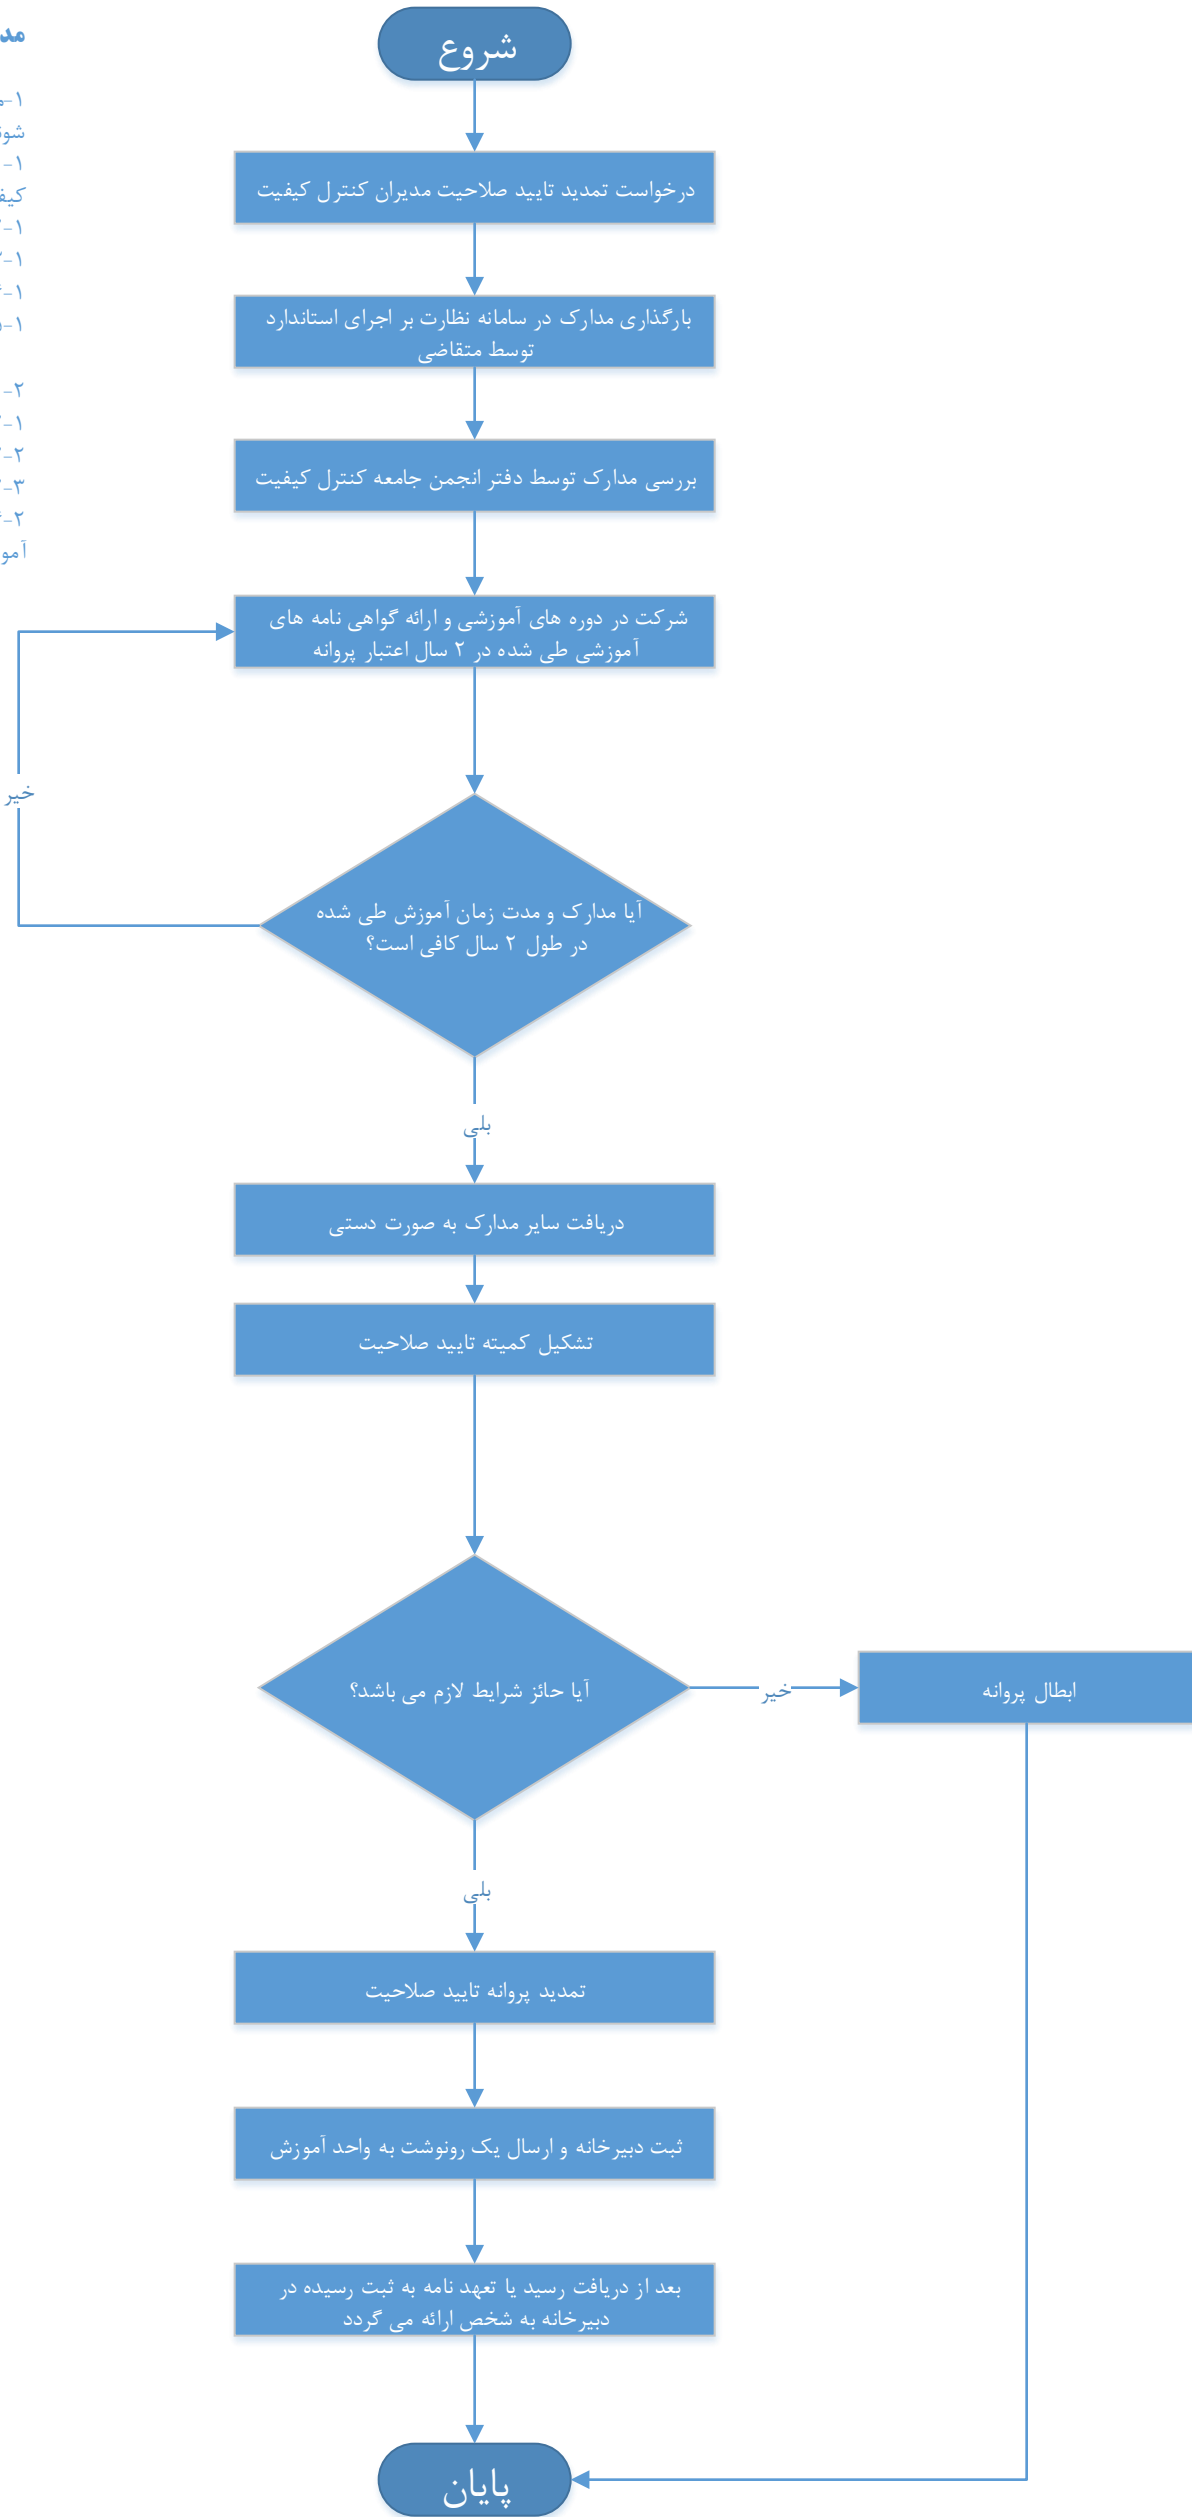 شروع
درخواست تمدید تایید صلاحیت مدیران کنترل کیفیت
بارگذاری مدارک در سامانه نظارت بر اجرای استاندارد
توسط متقاضی
بررسی مدارک توسط دفتر انجمن جامعه کنترل کیفیت
شرکت در دوره های آموزشی و ارائه گواهی نامه های
آموزشی طی شده در ۲ سال اعتبار پروانه
خیر
آیا مدارک و مدت زمان آموزش طی شده
در طول ۲ سال کافی است؟
بلی
دریافت سایر مدارک به صورت دستی
تشکیل کمیته تایید صلاحیت
آیا حائز شرایط لازم می باشد؟
خیر
ابطال پروانه
بلی
تمدید پروانه تایید صلاحیت
ثبت دبیرخانه و ارسال یک رونوشت به واحد آموزش
بعد از دریافت رسید یا تعهد نامه به ثبت رسیده در
دبیرخانه به شخص ارائه می گردد
پایان